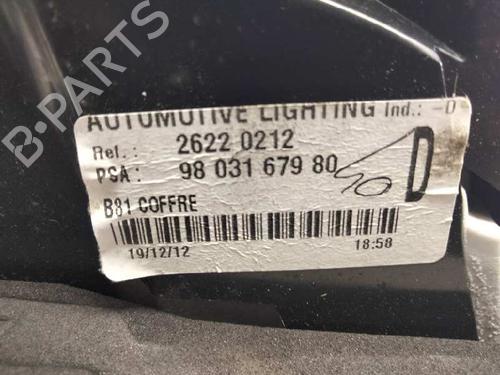 B-PARTS
AUTOMOTIVE LIGHTING Ind.: -D
Ref.: 2622 0212
PSA: 98 031 679 80 D
B81 COFFRE
19/12/12 18:58